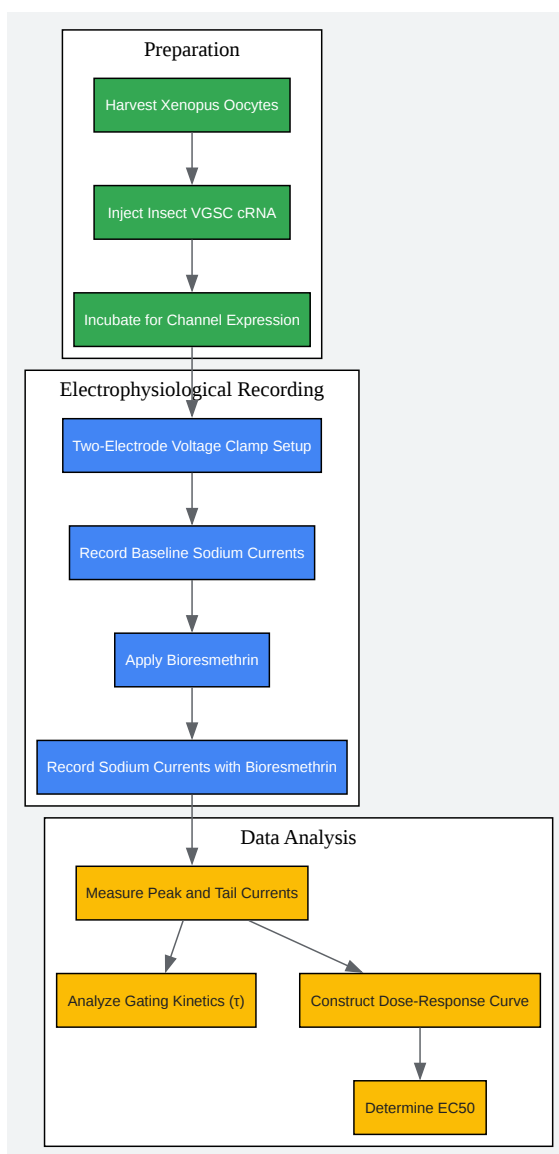 Preparation
Harvest Xenopus Oocytes
Inject Insect VGSC cRNA
Incubate for Channel Expression
Electrophysiological Recording
Two-Electrode Voltage Clamp Setup
Record Baseline Sodium Currents
Apply Bioresmethrin
Record Sodium Currents with Bioresmethrin
Data Analysis
Measure Peak and Tail Currents
Analyze Gating Kinetics (τ)
Construct Dose-Response Curve
Determine EC50